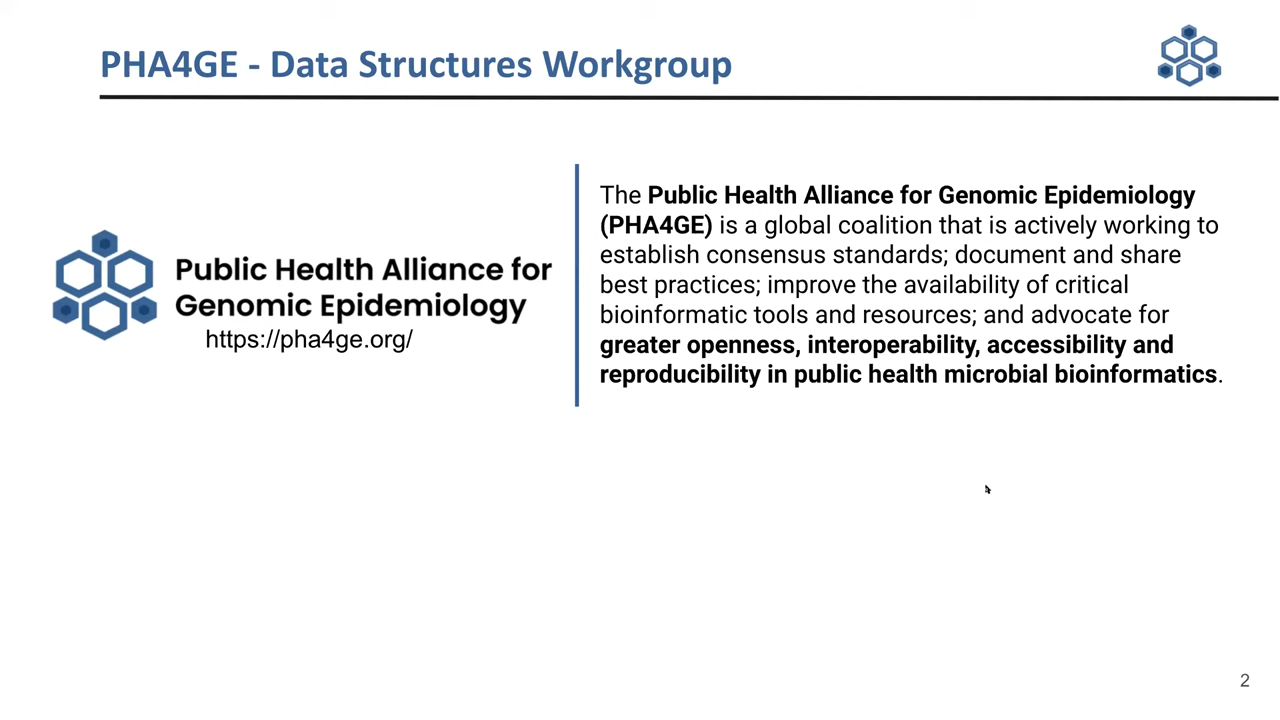 PHA4GE - Data Structures Workgroup
Public Health Alliance for
Genomic Epidemiology
https://pha4ge.org/
The Public Health Alliance for Genomic Epidemiology
(PHA4GE) is a global coalition that is actively working to
establish consensus standards; document and share
best practices; improve the availability of critical
bioinformatic tools and resources; and advocate for
greater openness, interoperability, accessibility and
reproducibility in public health microbial bioinformatics.
2